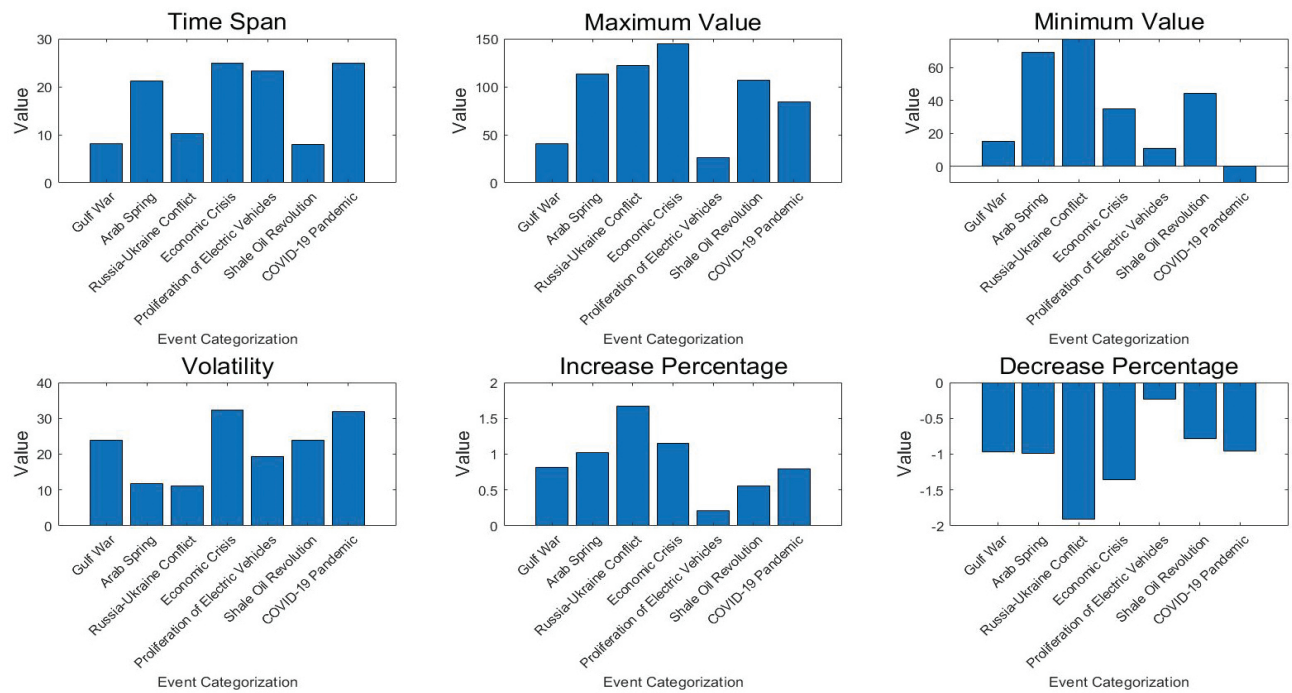 Time Span
Value
30
20
10
0
Gulf War
Arab Spring
Russia-Ukraine Conflict
Economic Crisis
Proliferation of Electric Vehicles
Shale Oil Revolution
COVID-19 Pandemic
Event Categorization
Maximum Value
Value
150
100
50
0
Gulf War
Arab Spring
Russia-Ukraine Conflict
Economic Crisis
Proliferation of Electric Vehicles
Shale Oil Revolution
COVID-19 Pandemic
Event Categorization
Minimum Value
Value
60
40
20
0
Gulf War
Arab Spring
Russia-Ukraine Conflict
Economic Crisis
Proliferation of Electric Vehicles
Shale Oil Revolution
COVID-19 Pandemic
Event Categorization
Volatility
Value
40
30
20
10
0
Gulf War
Arab Spring
Russia-Ukraine Conflict
Economic Crisis
Proliferation of Electric Vehicles
Shale Oil Revolution
COVID-19 Pandemic
Event Categorization
Increase Percentage
Value
2
1.5
1
0.5
0
Gulf War
Arab Spring
Russia-Ukraine Conflict
Economic Crisis
Proliferation of Electric Vehicles
Shale Oil Revolution
COVID-19 Pandemic
Event Categorization
Decrease Percentage
Value
0
-0.5
-1
-1.5
-2
Gulf War
Arab Spring
Russia-Ukraine Conflict
Economic Crisis
Proliferation of Electric Vehicles
Shale Oil Revolution
COVID-19 Pandemic
Event Categorization